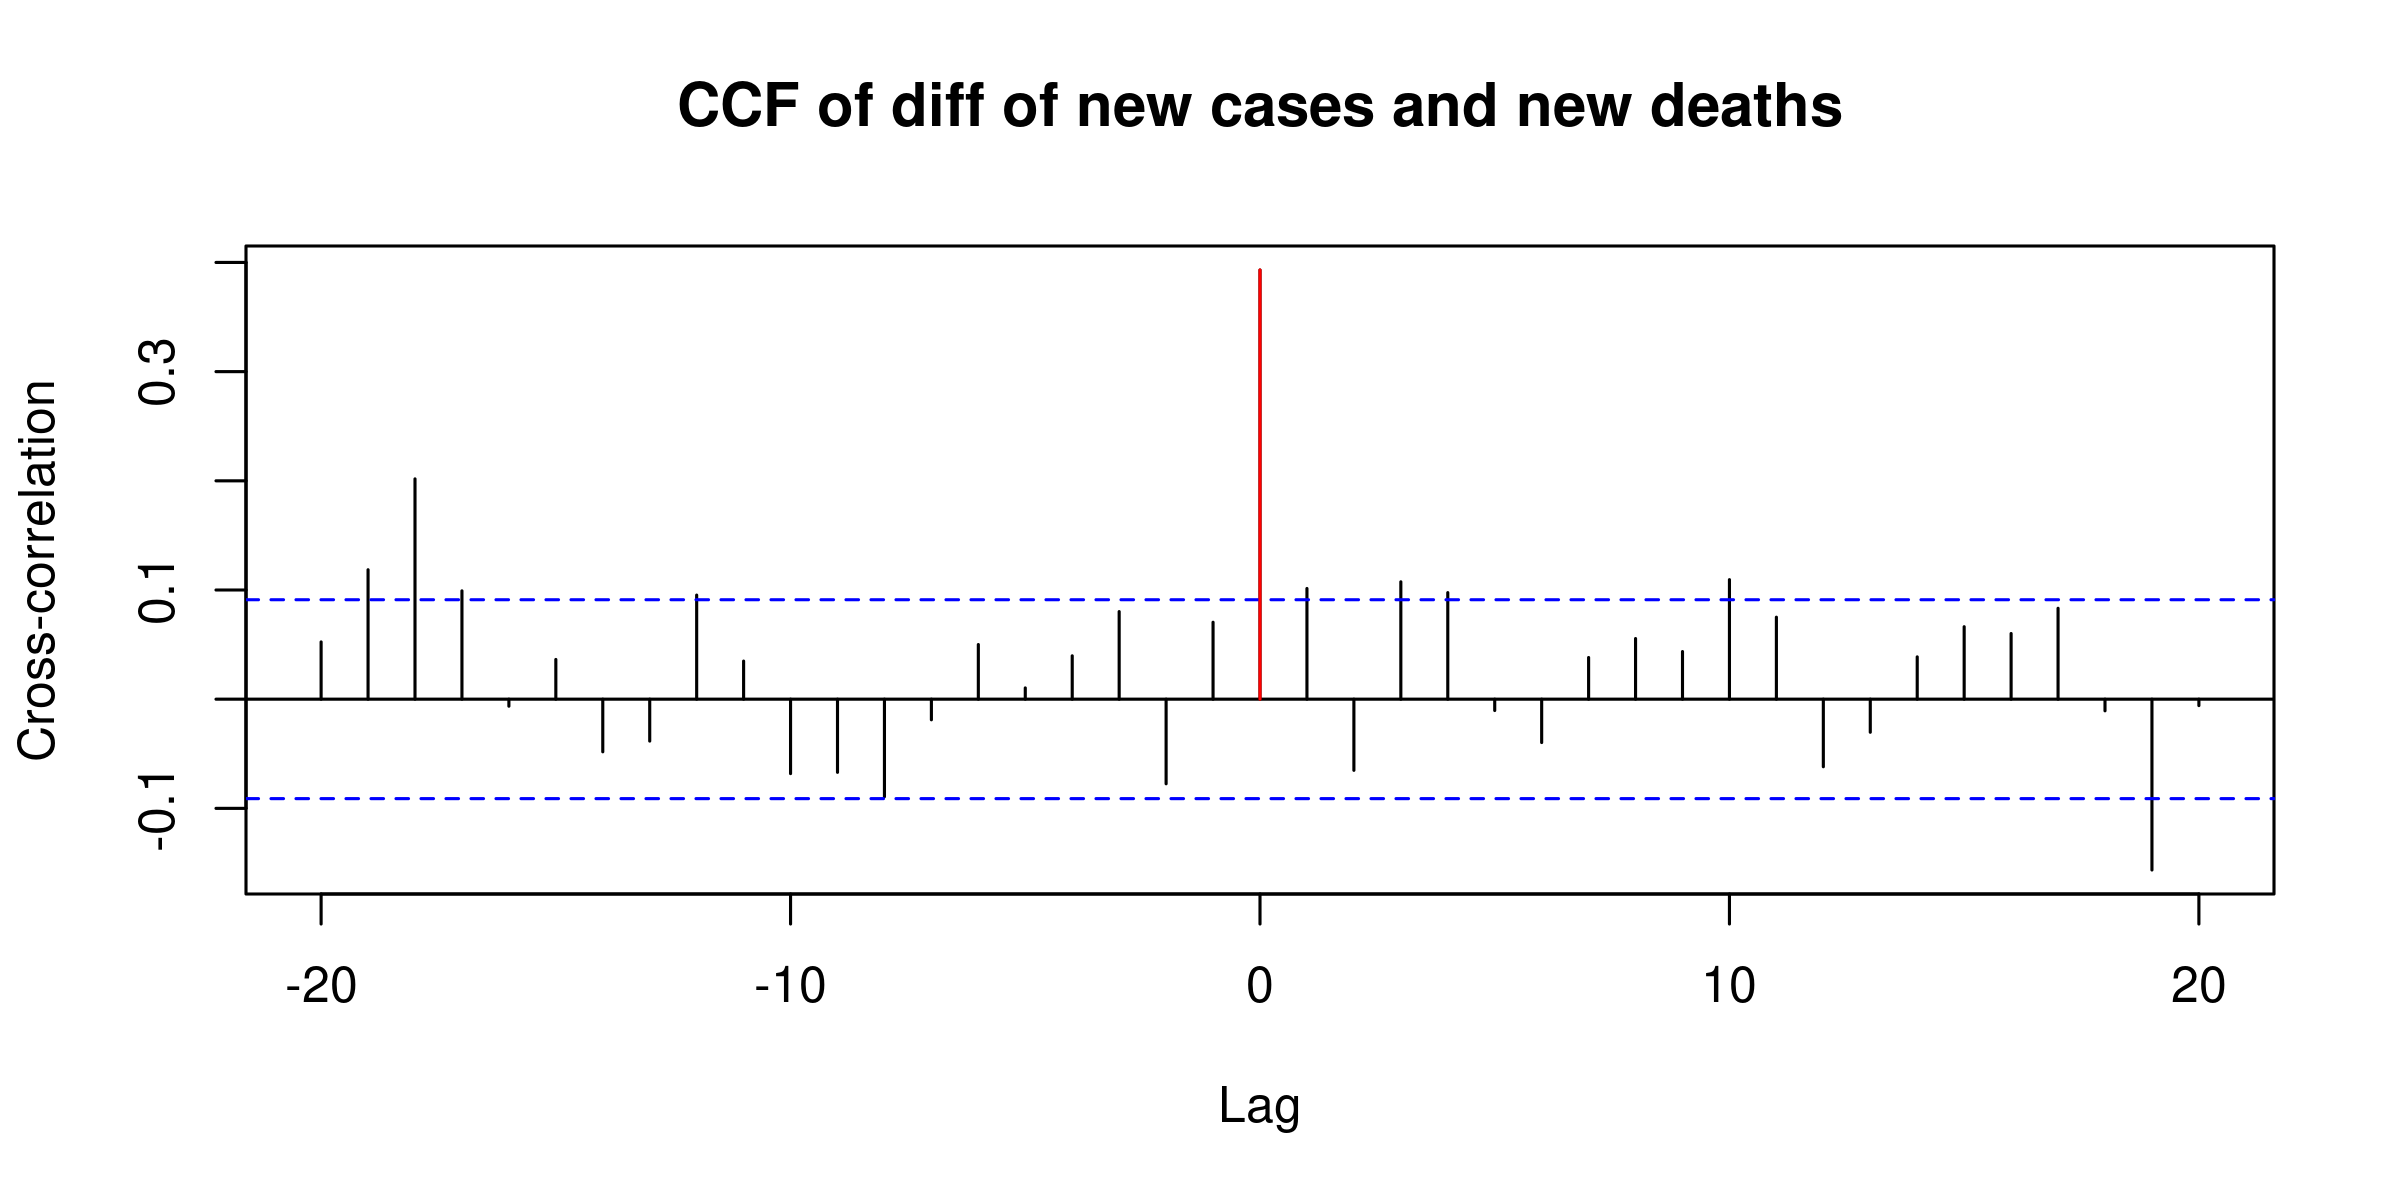 CCF of diff of new cases and new deaths
Cross-correlation
0.3
0.1
-0.1
-20 -10 0 10 20
Lag